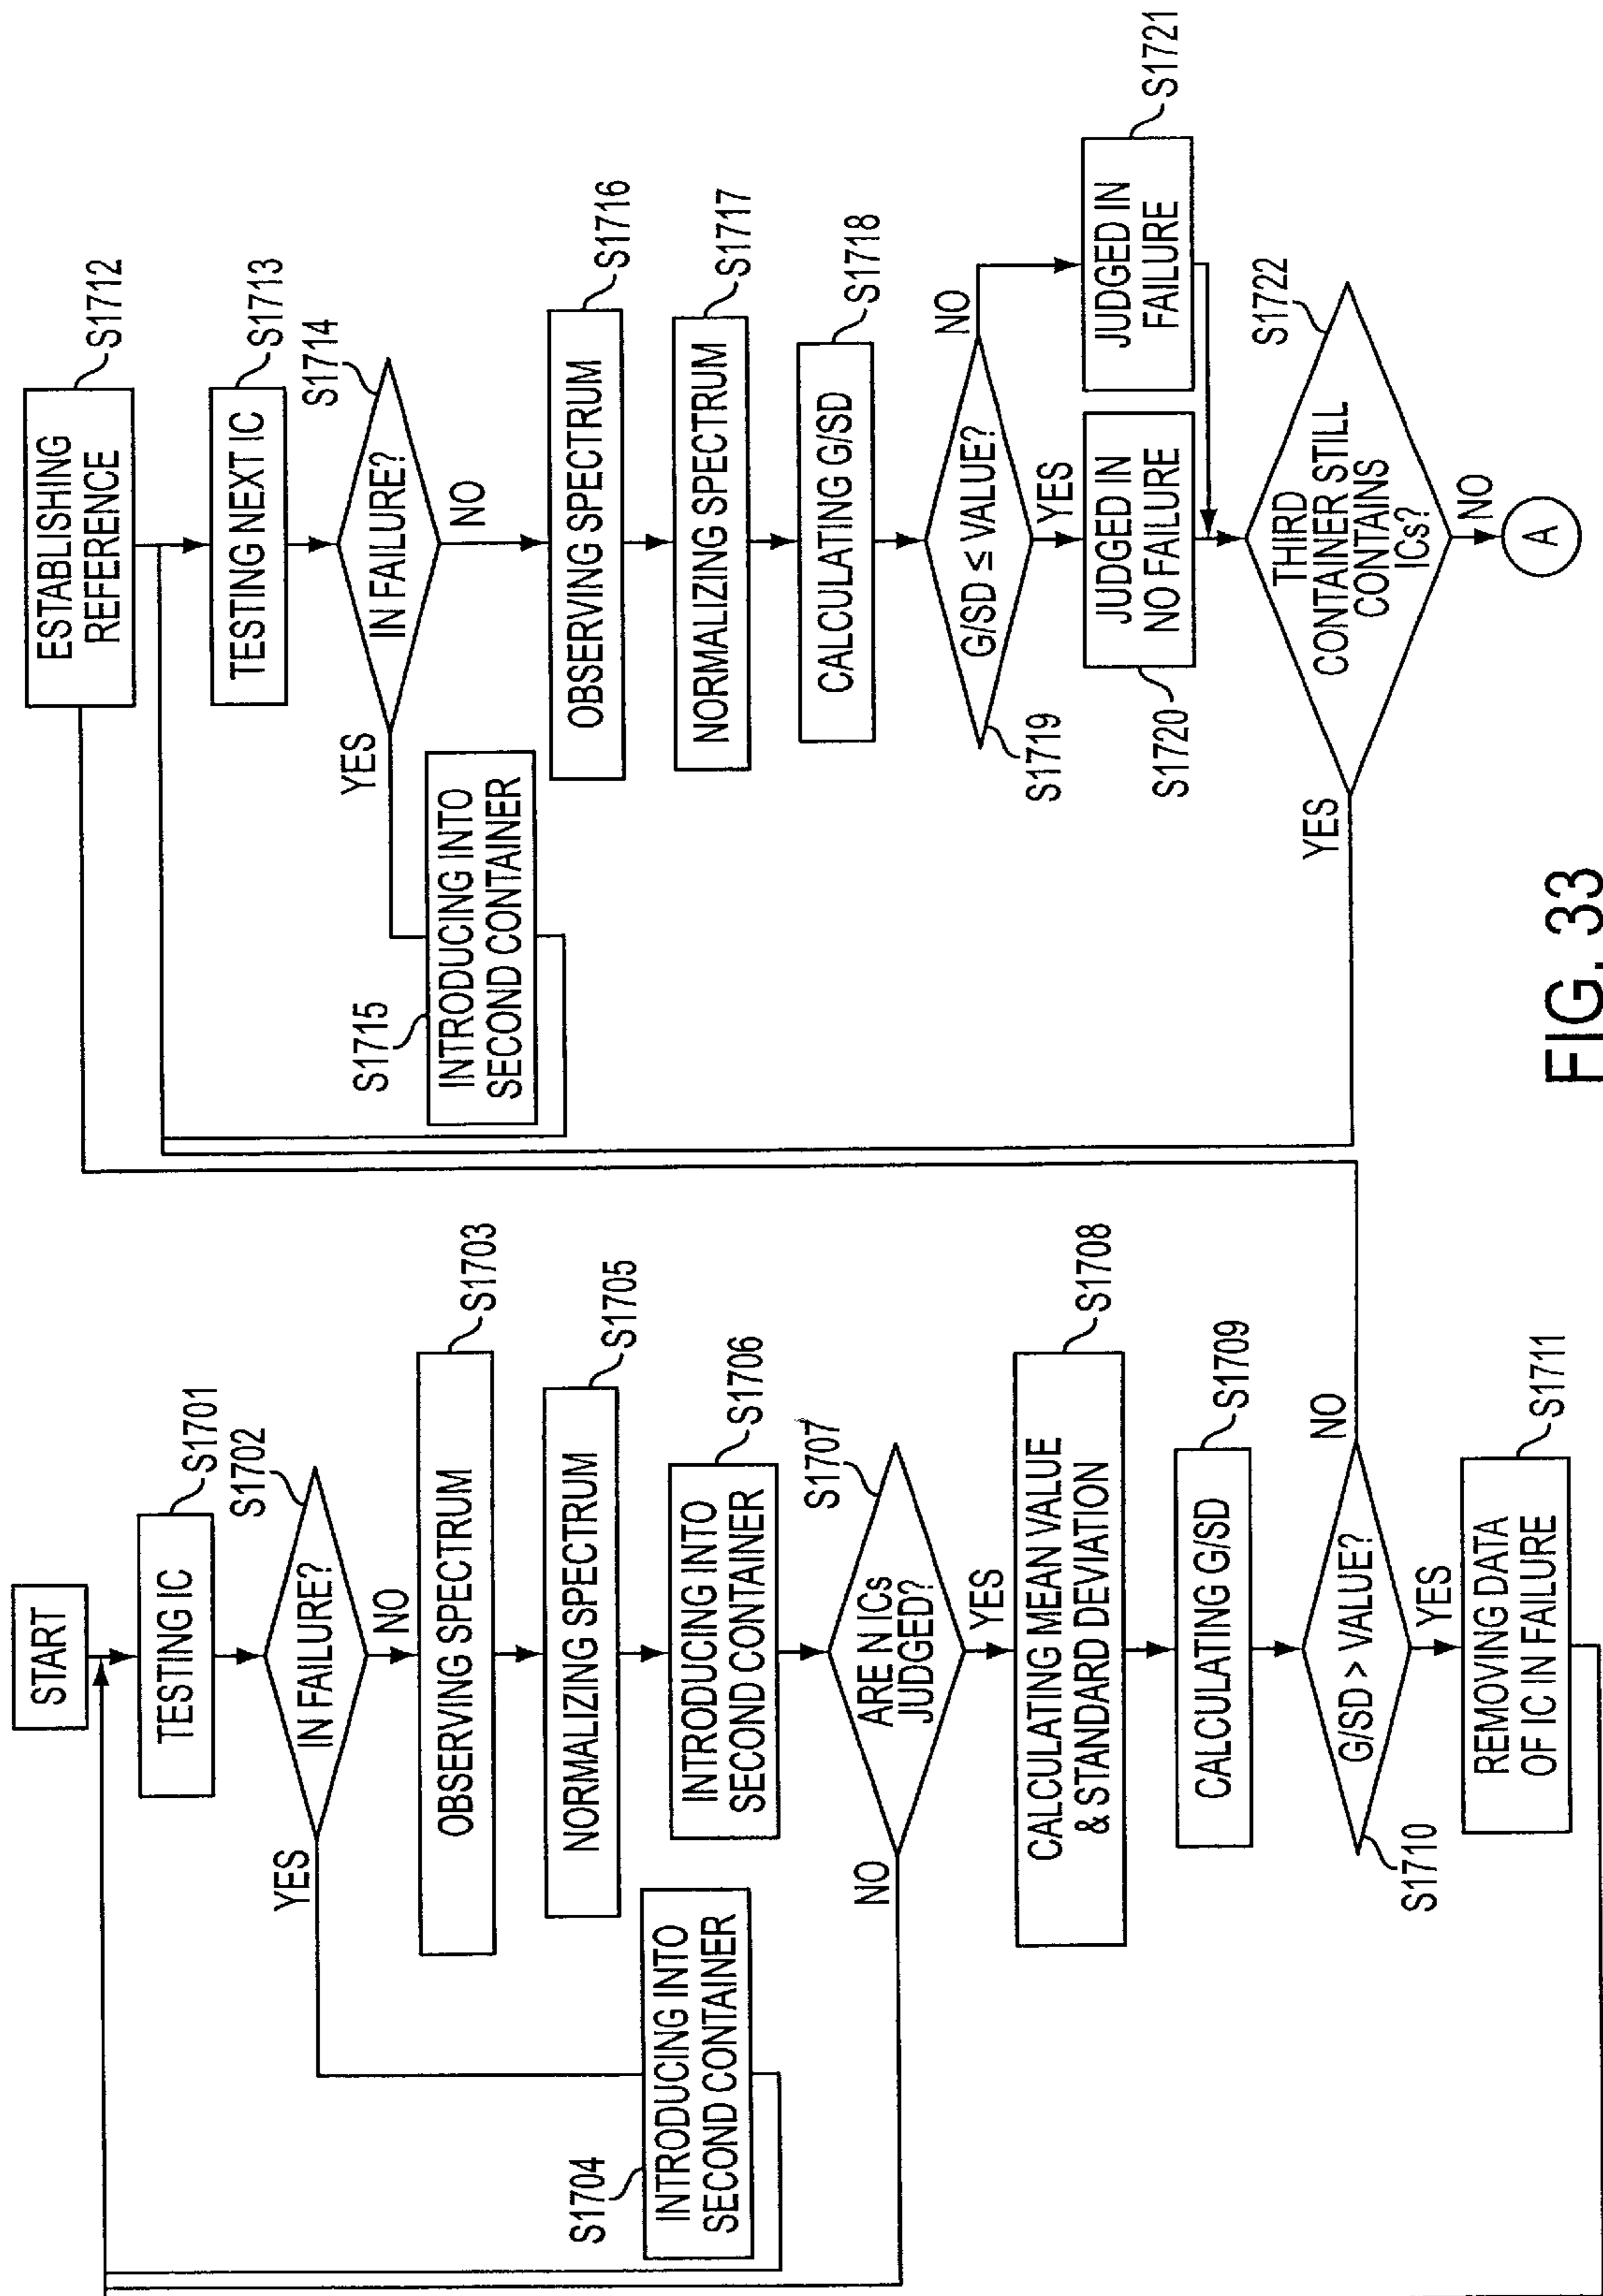 START
TESTING IC
S1701
IN FAILURE?
S1702
YES
NO
OBSERVING SPECTRUM
S1703
S1704
INTRODUCING INTO
SECOND CONTAINER
NORMALIZING SPECTRUM
S1705
INTRODUCING INTO
SECOND CONTAINER
S1706
ARE N ICs
JUDGED?
S1707
NO
YES
CALCULATING MEAN VALUE
& STANDARD DEVIATION
S1708
CALCULATING G/SD
S1709
G/SD > VALUE?
S1710
NO
YES
REMOVING DATA
OF IC IN FAILURE
S1711
ESTABLISHING
REFERENCE
S1712
TESTING NEXT IC
S1713
IN FAILURE?
S1714
YES
NO
S1715
INTRODUCING INTO
SECOND CONTAINER
OBSERVING SPECTRUM
S1716
NORMALIZING SPECTRUM
S1717
CALCULATING G/SD
S1718
G/SD ≤ VALUE?
S1719
NO
YES
JUDGED IN
NO FAILURE
S1720
JUDGED IN
FAILURE
S1721
THIRD
CONTAINER STILL
CONTAINS
ICs?
S1722
YES
NO
A
FIG. 33